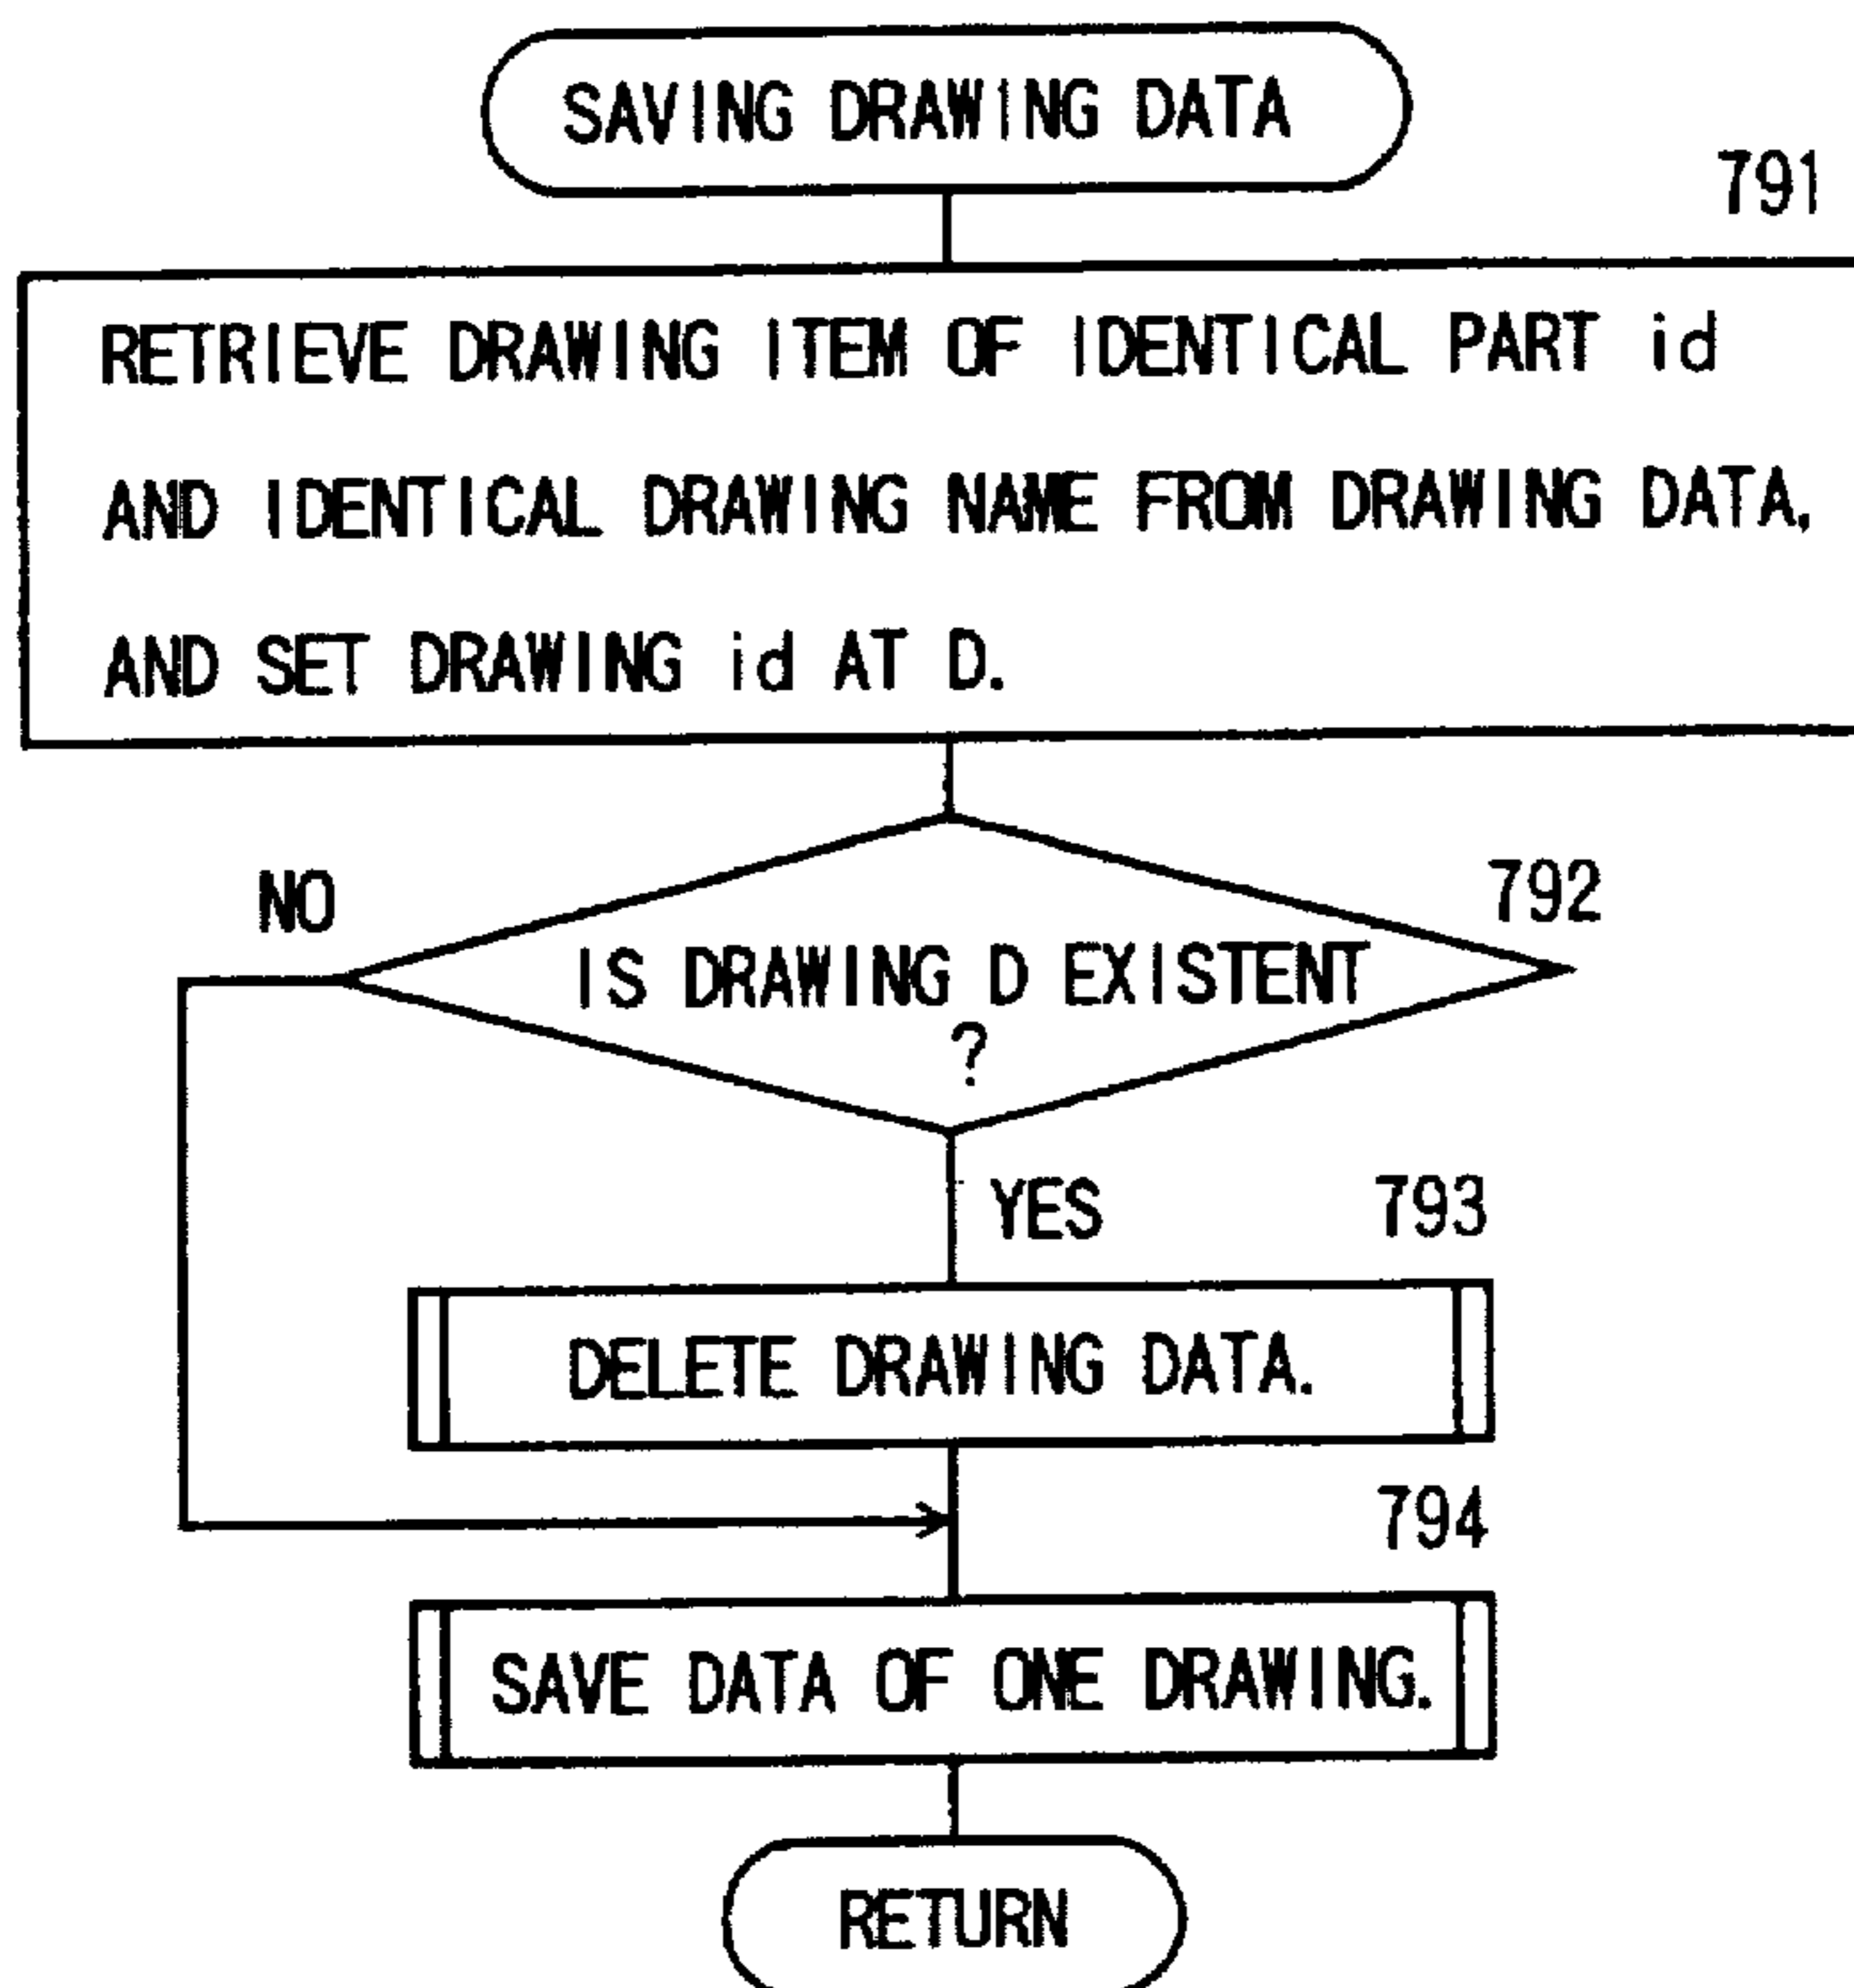 SAVING DRAWING DATA
791
RETRIEVE DRAWING ITEM OF IDENTICAL PART id
AND IDENTICAL DRAWING NAME FROM DRAWING DATA,
AND SET DRAWING id AT D.
NO
792
IS DRAWING D EXISTENT
?
YES
793
DELETE DRAWING DATA.
794
SAVE DATA OF ONE DRAWING.
RETURN